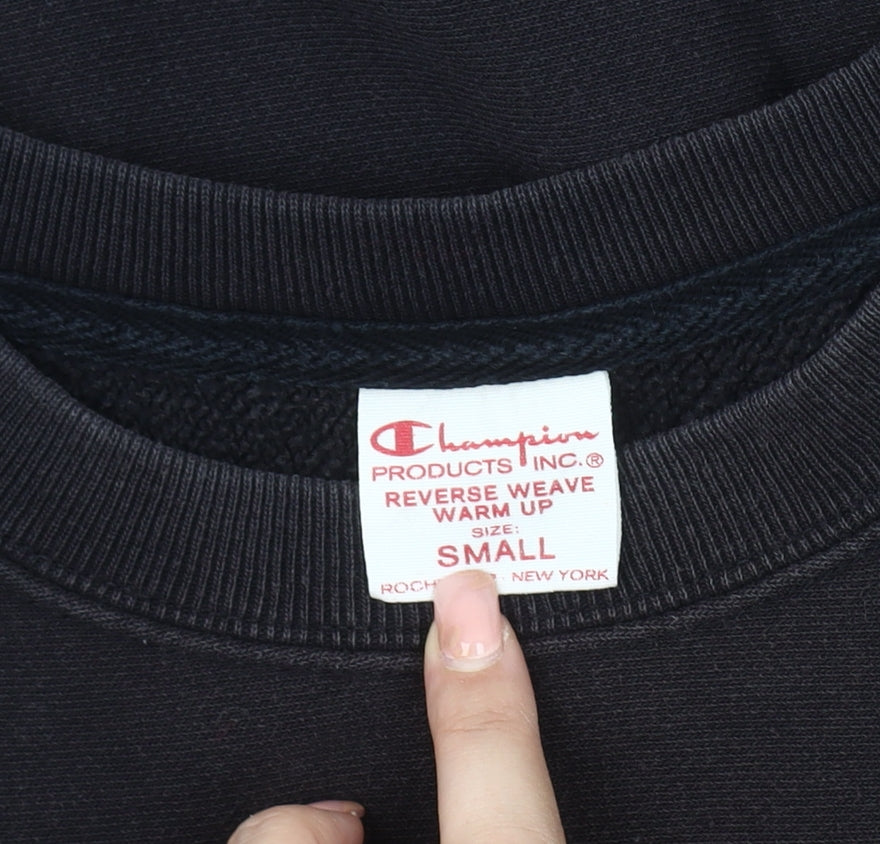 Champion
PRODUCTS INC.®
REVERSE WEAVE
WARM UP
SIZE:
SMALL
NEW YORK